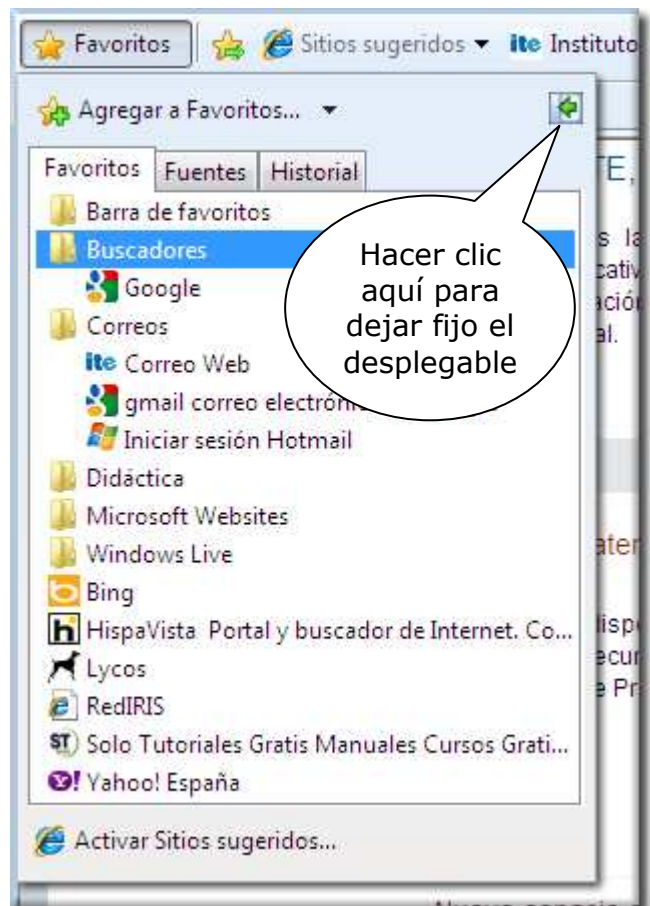 Favoritos Sitios sugeridos ite Instituto
Agregar a Favoritos...
Favoritos Fuentes Historial
Barra de favoritos
Buscadores
Google
Correos
ite Correo Web
gmail correo
Iniciar sesión Hotmail
Didáctica
Microsoft Websites
Windows Live
Bing
HispaVista Portal y buscador de Internet. Co...
Lycos
RedIRIS
Solo Tutoriales Gratis Manuales Cursos Grati...
Yahoo! España
Activar Sitios sugeridos...
Hacer clic
aquí para
dejar fijo el
desplegable